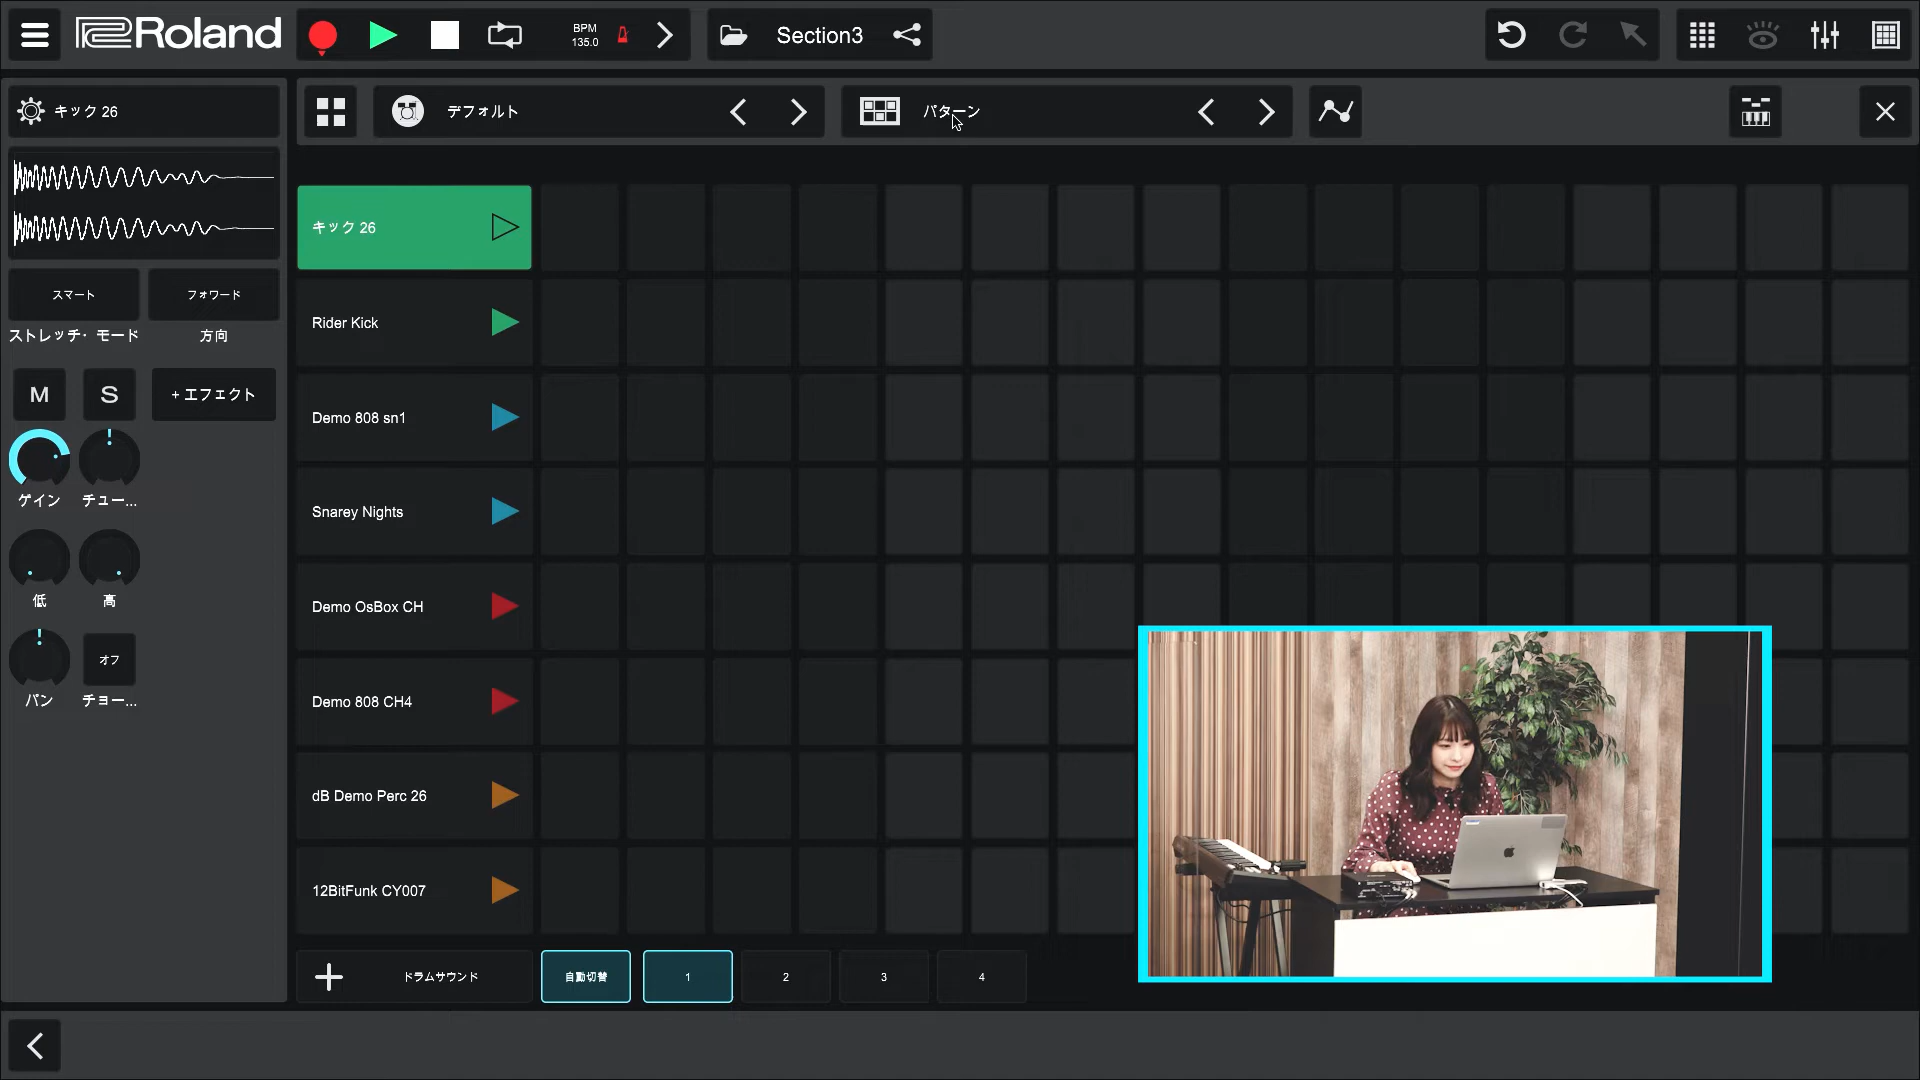 Roland
BPM
135.0
Section3
キック 26
デフォルト
パターン
キック 26
スマート
フォワード
ストレッチ・モード
方向
Rider Kick
M
S
+ エフェクト
Demo 808 sn1
ゲイン
チュー...
Snarey Nights
低
高
Demo OsBox CH
オフ
パン
チョー...
Demo 808 CH4
dB Demo Perc 26
12BitFunk CY007
ドラムサウンド
自動切替
1
2
3
4